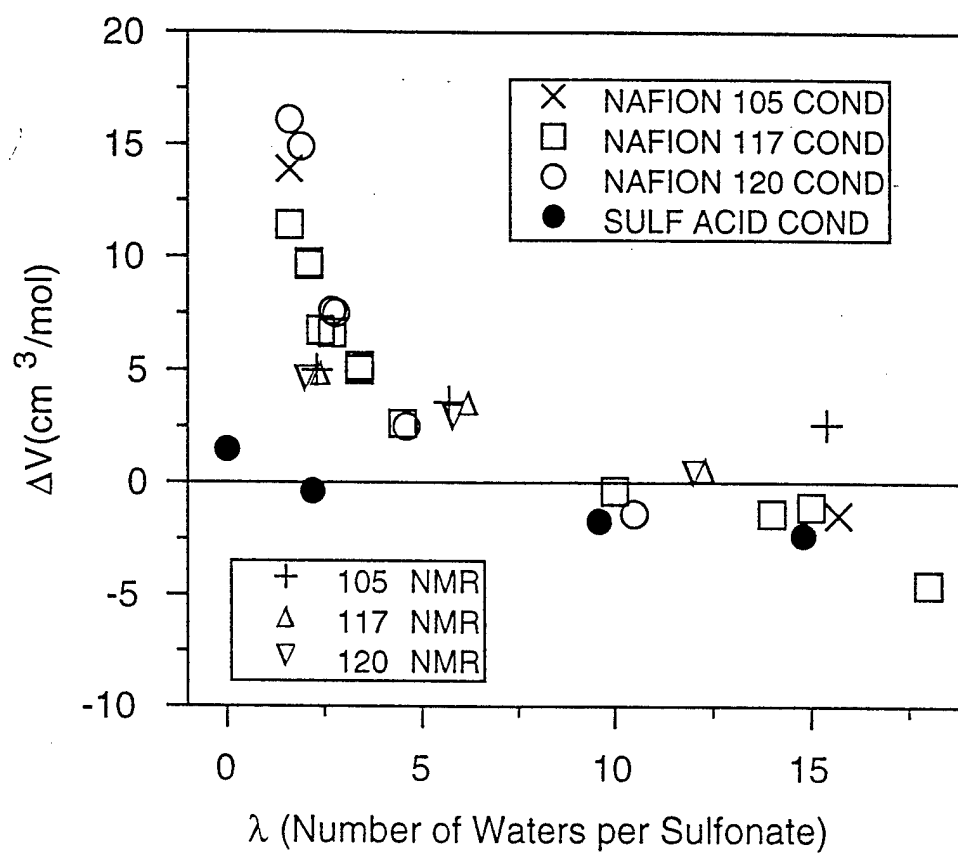 20
15
10
5
0
-5
-10
ΔV(cm ³/mol)
NAFION 105 COND
NAFION 117 COND
NAFION 120 COND
SULF ACID COND
105 NMR
117 NMR
120 NMR
0 5 10 15
λ (Number of Waters per Sulfonate)